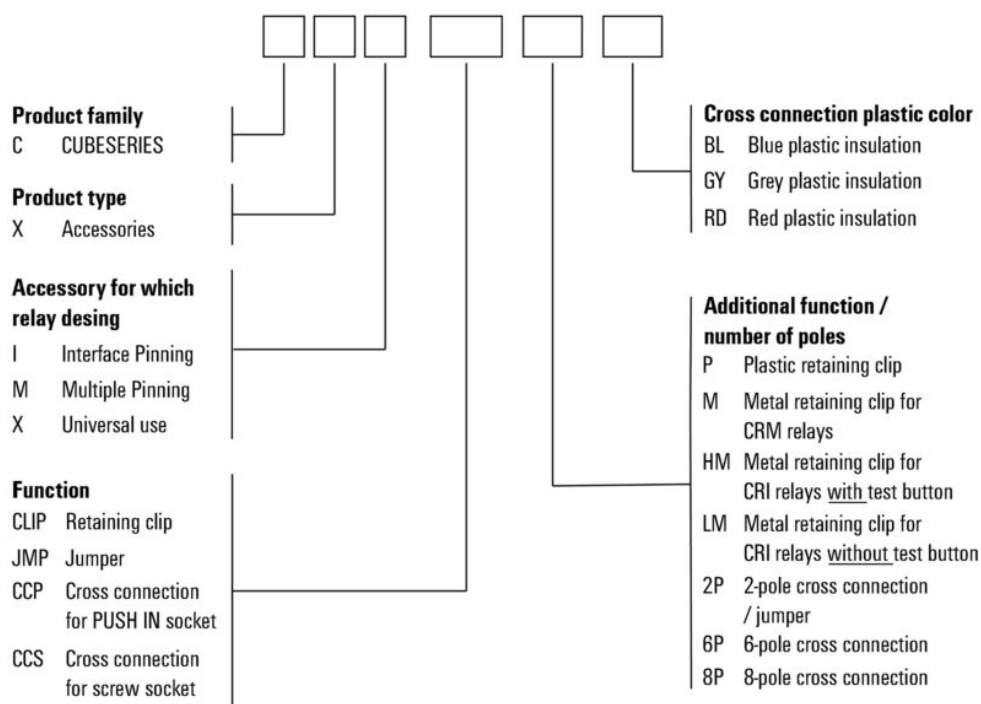 Product family
C CUBESERIES
Product type
X Accessories
Accessory for which
relay desing
I Interface Pinning
M Multiple Pinning
X Universal use
Function
CLIP Retaining clip
JMP Jumper
CCP Cross connection
for PUSH IN socket
CCS Cross connection
for screw socket
Cross connection plastic color
BL Blue plastic insulation
GY Grey plastic insulation
RD Red plastic insulation
Additional function /
number of poles
P Plastic retaining clip
M Metal retaining clip for
CRM relays
HM Metal retaining clip for
CRI relays with test button
LM Metal retaining clip for
CRI relays without test button
2P 2-pole cross connection
/ jumper
6P 6-pole cross connection
8P 8-pole cross connection